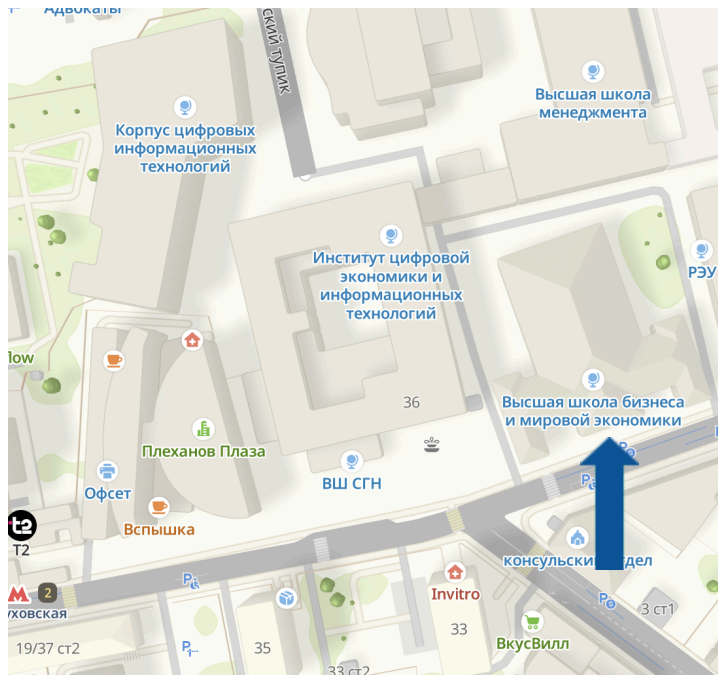 Адвокаты
ский тупик
Высшая школа
менеджмента
Корпус цифровых
информационных
технологий
Институт цифровой
экономики и
информационных
технологий
РЭУ
low
36
Высшая школа бизнеса
и мировой экономики
Плеханов Плаза
ВШ СГН
Офсет
Вспышка
t2
T2
консульский отдел
2
уховская
Invitro
3 ст1
33
ВкусВилл
19/37 ст2
35
33 ст2